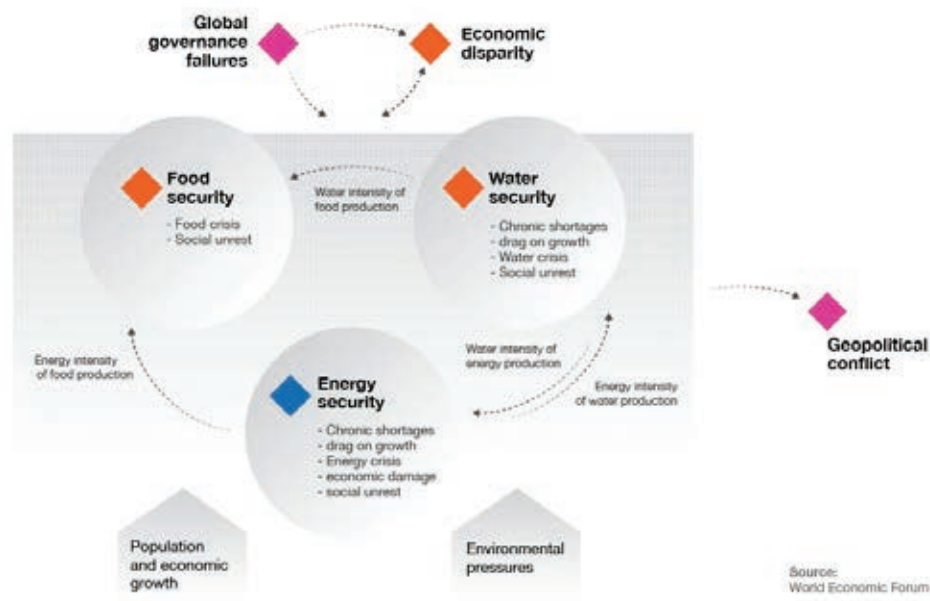 Global
governance
failures
Economic
disparity
Food
security
- Food crisis
- Social unrest
Water intensity of
food production
Water
security
- Chronic shortages
- drag on growth
- Water crisis
- Social unrest
Geopolitical
conflict
Energy intensity
of food production
Water intensity of
energy production
Energy intensity
of water production
Energy
security
- Chronic shortages
- drag on growth
- Energy crisis
- economic damage
- social unrest
Population
and economic
growth
Environmental
pressures
Source:
World Economic Forum